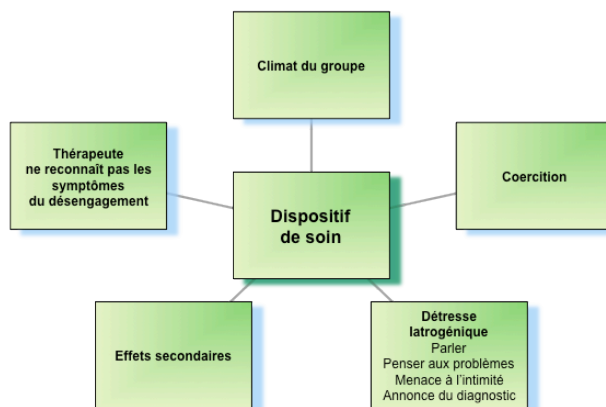 Climat du groupe
Thérapeute
ne reconnaît pas les
symptômes
du désengagement
Coercition
Dispositif
de soin
Effets secondaires
Détresse
Iatrogénique
Parler
Penser aux problèmes
Menace à l'intimité
Annonce du diagnostic